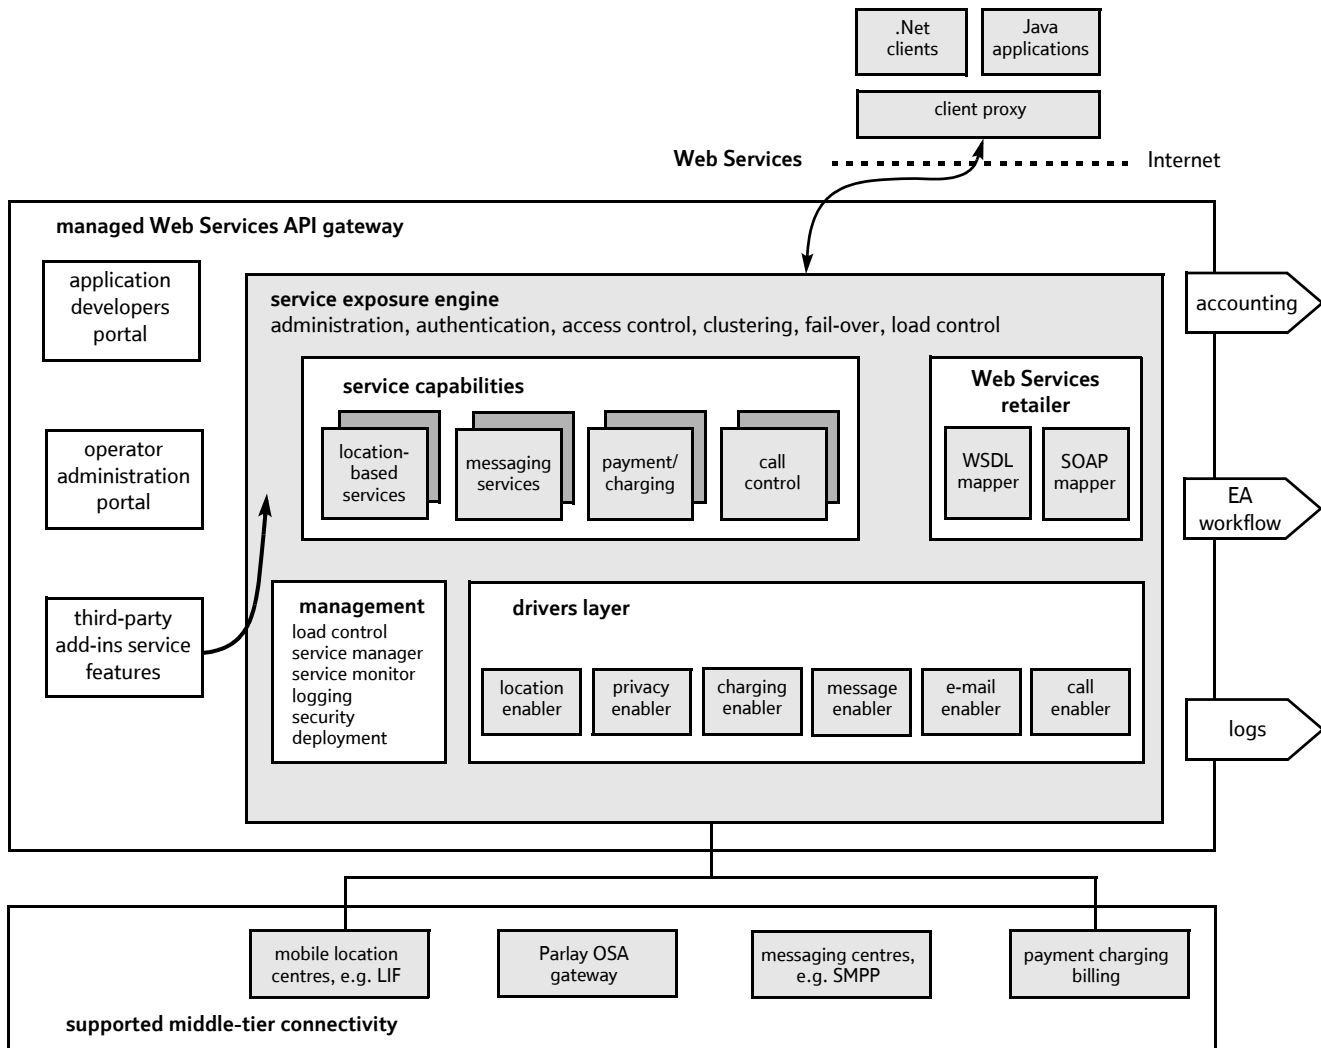 .Net
clients
Java
applications
client proxy
Web Services
Internet
managed Web Services API gateway
application
developers
portal
service exposure engine
administration, authentication, access control, clustering, fail-over, load control
accounting
service capabilities
location-
based
services
messaging
services
payment/
charging
call
control
Web Services
retailer
WSDL
mapper
SOAP
mapper
operator
administration
portal
EA
workflow
third-party
add-ins service
features
management
load control
service manager
service monitor
logging
security
deployment
drivers layer
location
enabler
privacy
enabler
charging
enabler
message
enabler
e-mail
enabler
call
enabler
logs
mobile location
centres, e.g. LIF
Parlay OSA
gateway
messaging centres,
e.g. SMPP
payment charging
billing
supported middle-tier connectivity